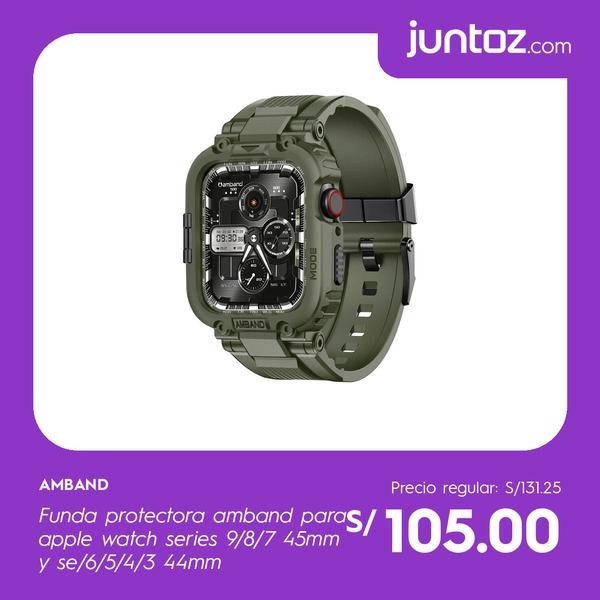 juntoz.com
amband
09:30
MODE
AMBAND
AMBAND
Funda protectora amband para
apple watch series 9/8/7 45mm
y se/6/5/4/3 44mm
Precio regular: S/131.25
S/ 105.00